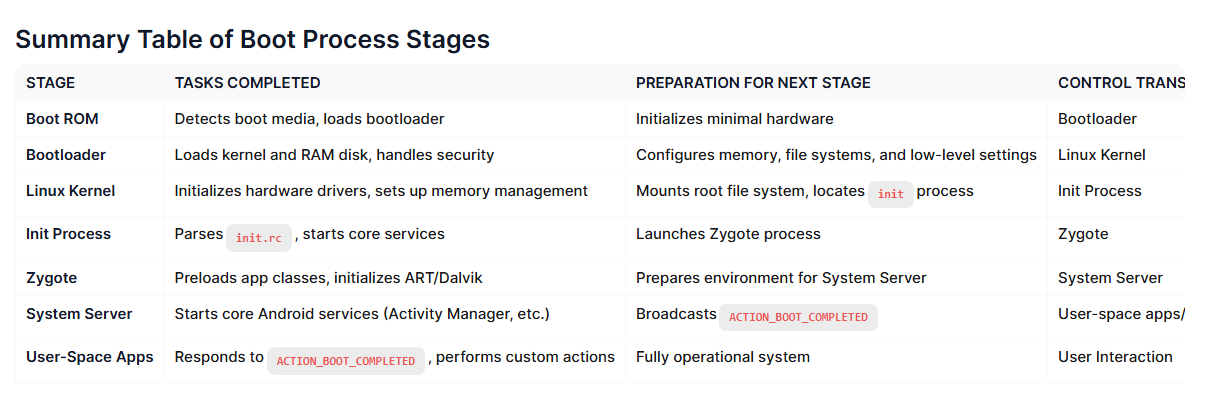 Summary Table of Boot Process Stages
STAGE TASKS COMPLETED PREPARATION FOR NEXT STAGE CONTROL TRANS
Boot ROM Detects boot media, loads bootloader Initializes minimal hardware Bootloader
Bootloader Loads kernel and RAM disk, handles security Configures memory, file systems, and low-level settings Linux Kernel
Linux Kernel Initializes hardware drivers, sets up memory management Mounts root file system, locates init process Init Process
Init Process Parses init.rc , starts core services Launches Zygote process Zygote
Zygote Preloads app classes, initializes ART/Dalvik Prepares environment for System Server System Server
System Server Starts core Android services (Activity Manager, etc.) Broadcasts ACTION_BOOT_COMPLETED User-space apps/
User-Space Apps Responds to ACTION_BOOT_COMPLETED , performs custom actions Fully operational system User Interaction